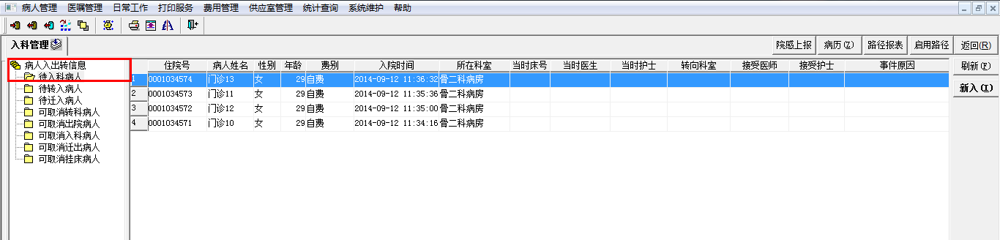 病人管理 医嘱管理 日常工作 打印服务 费用管理 供应室管理 统计查询 系统维护 帮助
入科管理 院感上报 病历(Z) 路径报表 启用路径 返回(R)
病人入出转信息
待入科病人
待转入病人
待迁入病人
可取消转科病人
可取消出院病人
可取消入科病人
可取消迁出病人
可取消挂床病人
住院号 病人姓名 性别 年龄 费别 入院时间 所在科室 当时床号 当时医生 当时护士 转向科室 接受医师 接受护士 事件原因
1 0001034574 门诊13 女 29 自费 2014-09-12 11:36:32 骨二科病房
2 0001034573 门诊11 女 29 自费 2014-09-12 11:35:36 骨二科病房
3 0001034572 门诊12 女 29 自费 2014-09-12 11:35:00 骨二科病房
4 0001034571 门诊10 女 29 自费 2014-09-12 11:34:16 骨二科病房
刷新(F)
新入(I)